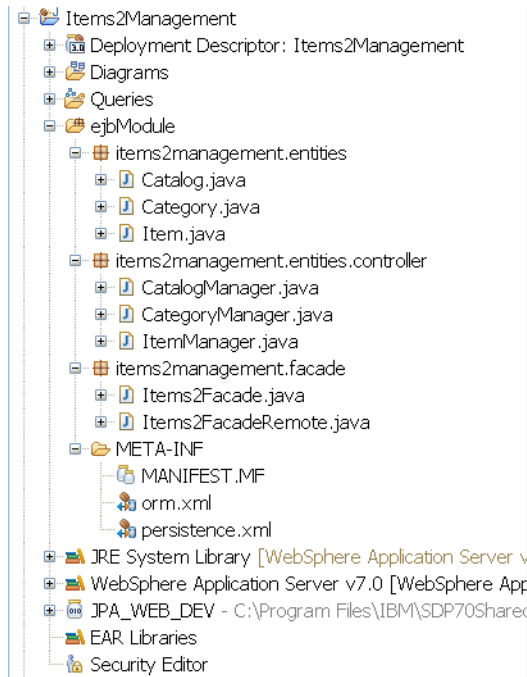 Items2Management
Deployment Descriptor: Items2Management
Diagrams
Queries
ejbModule
items2management.entities
Catalog.java
Category.java
Item.java
items2management.entities.controller
CatalogManager.java
CategoryManager.java
ItemManager.java
items2management.facade
Items2Facade.java
Items2FacadeRemote.java
META-INF
MANIFEST.MF
orm.xml
persistence.xml
JRE System Library [WebSphere Application Server v
WebSphere Application Server v7.0 [WebSphere App
JPA_WEB_DEV - C:\Program Files\IBM\SDP70Shared
EAR Libraries
Security Editor